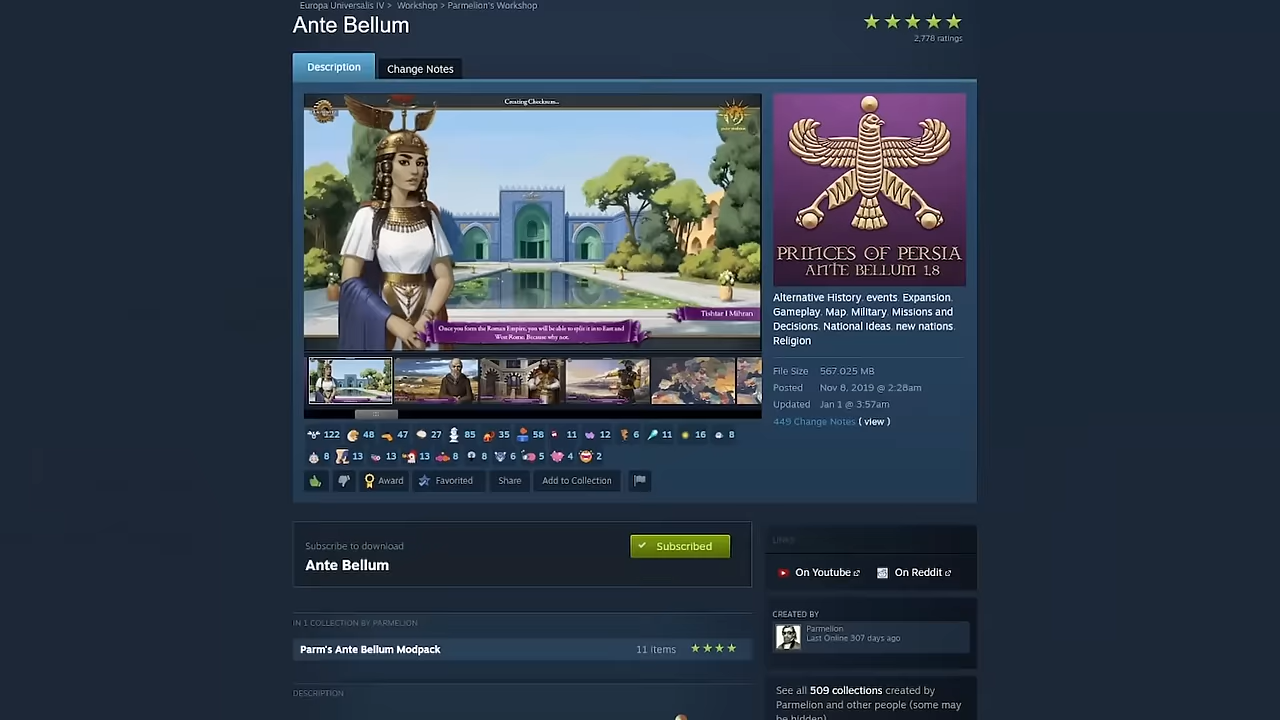 Europa Universalis IV > Workshop > Parmelion's Workshop
Ante Bellum
2,778 ratings
Description
Change Notes
Creating Checksum...
Tishtar I Mihran
Once you form the Roman Empire, you will be able to split it into East and
West Rome. Because why not.
PRINCES OF PERSIA
ANTE BELLUM 1.8
Alternative History, events, Expansion,
Gameplay, Map, Military, Missions and
Decisions, National Ideas, new nations,
Religion
File Size 567.025 MB
Posted Nov 8, 2019 @ 2:28am
Updated Jan 1 @ 3:57am
449 Change Notes ( view )
122 48 47 27 85 35 58 11 12 6 11 16 8
8 13 13 13 8 8 6 5 4 2
Award
Favorited
Share
Add to Collection
Subscribe to download
Ante Bellum
Subscribed
LINKS
On Youtube
On Reddit
IN 1 COLLECTION BY PARMELION
Parm's Ante Bellum Modpack 11 items
CREATED BY
Parmelion
Last Online 307 days ago
DESCRIPTION
See all 509 collections created by
Parmelion and other people (some may
be hidden)